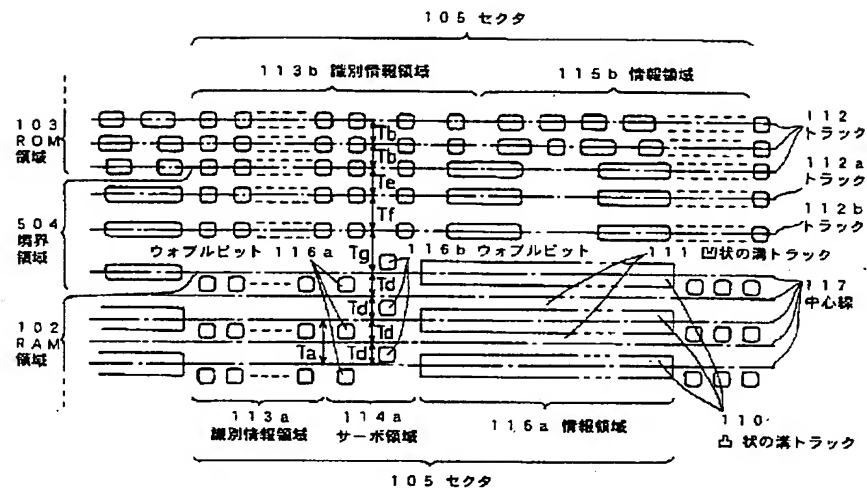 105 セクタ
113b 識別情報領域
115b 情報領域
103
ROM
領域
504
境界
領域
102
RAM
領域
Tb
Tb
Te
Tf
Tg
Td
Td
Td
Td
Ta
ウォブルピット 116a
116b ウォブルピット
111 凹状の溝トラック
112
トラック
112a
トラック
112b
トラック
117
中心線
113a
識別情報領域
114a
サーボ領域
115a 情報領域
110
凸状の溝トラック
105 セクタ